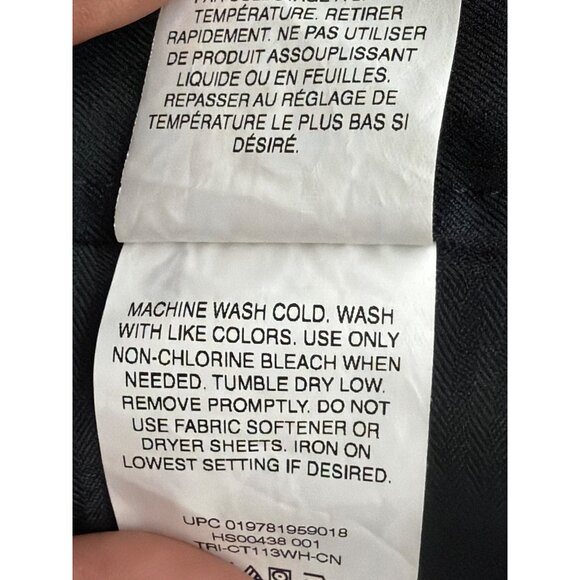 TEMPÉRATURE. RETIRER
RAPIDEMENT. NE PAS UTILISER
DE PRODUIT ASSOUPLISSANT
LIQUIDE OU EN FEUILLES.
REPASSER AU RÉGLAGE DE
TEMPÉRATURE LE PLUS BAS SI
DÉSIRÉ.
MACHINE WASH COLD. WASH
WITH LIKE COLORS. USE ONLY
NON-CHLORINE BLEACH WHEN
NEEDED. TUMBLE DRY LOW.
REMOVE PROMPTLY. DO NOT
USE FABRIC SOFTENER OR
DRYER SHEETS. IRON ON
LOWEST SETTING IF DESIRED.
UPC 019781959018
HS00438 001
TRI-CT113WH-CN